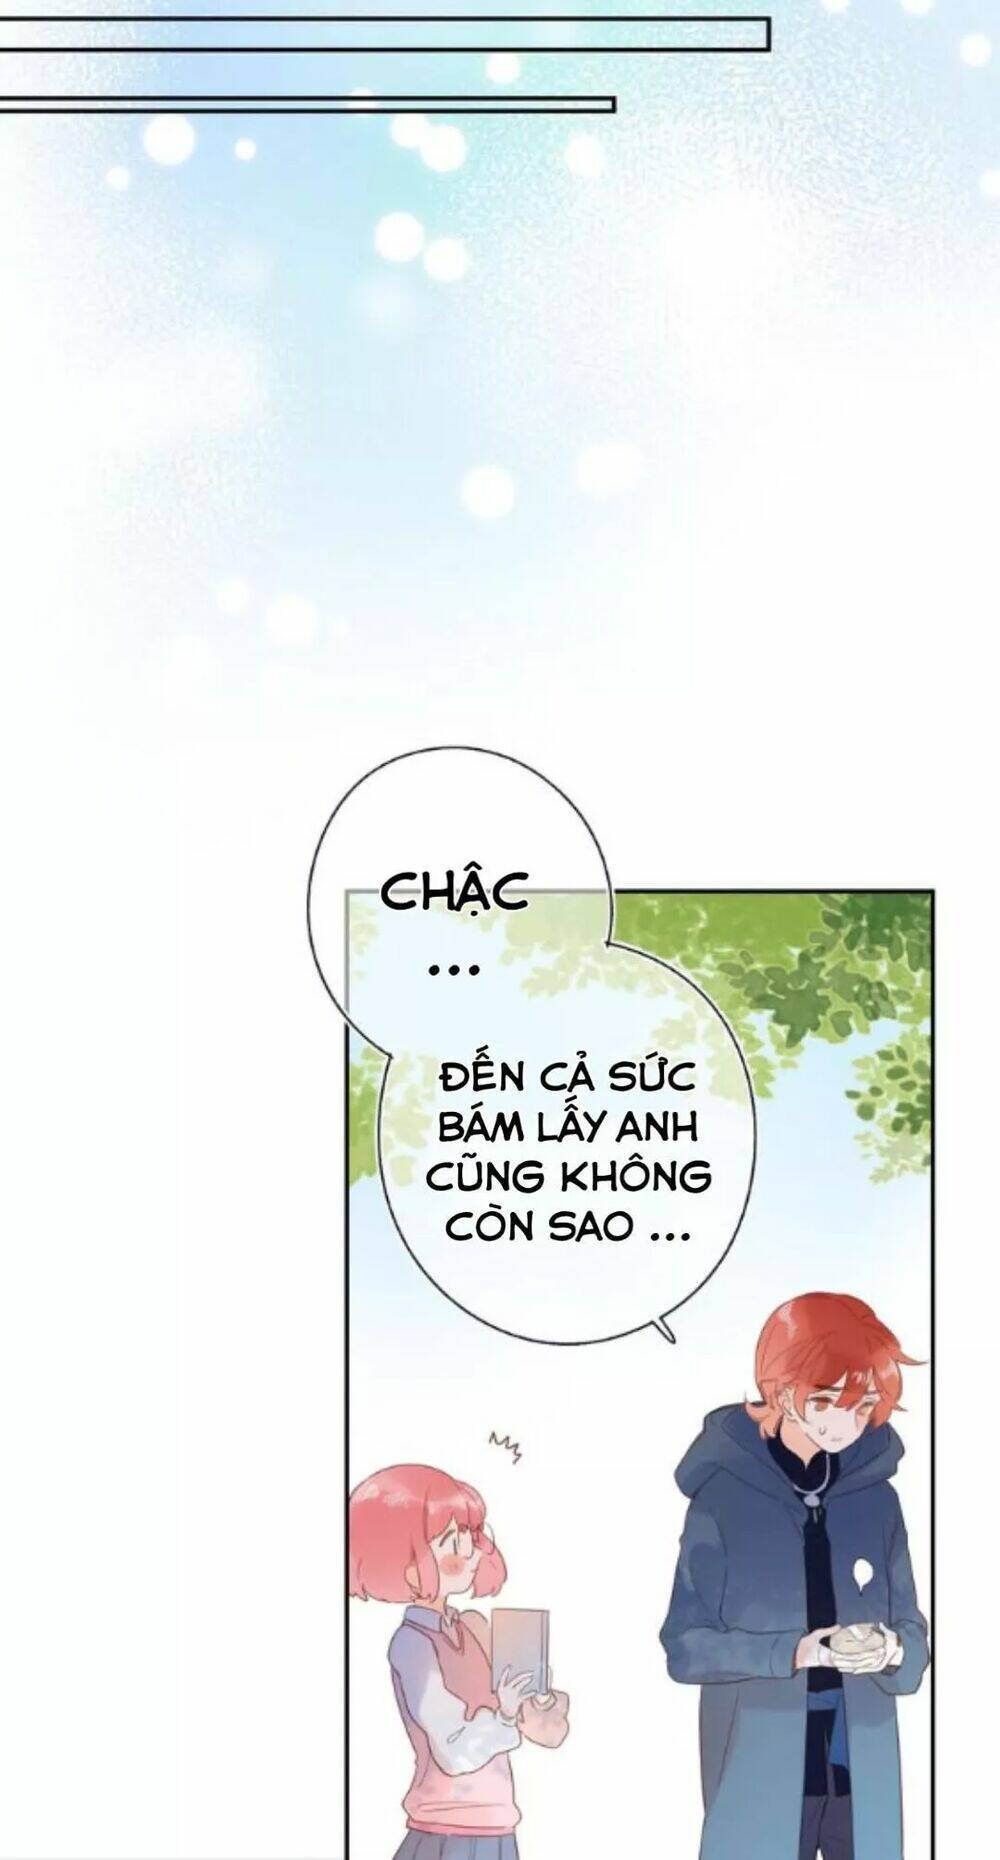 CHẬC
...
ĐẾN CẢ SỨC
BÁM LẤY ANH
CŨNG KHÔNG
CÒN SAO ...